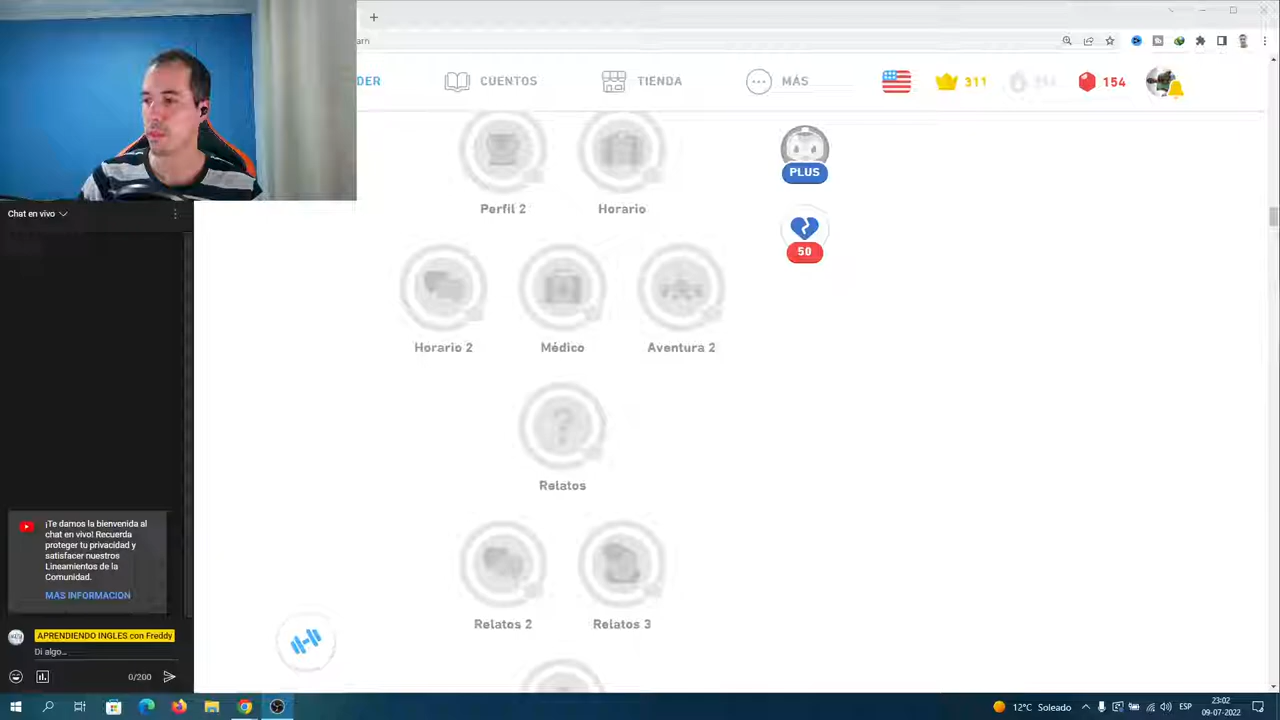 arn
DER
CUENTOS
TIENDA
MÁS
311
154
PLUS
50
Perfil 2
Horario
Horario 2
Médico
Aventura 2
Relatos
Relatos 2
Relatos 3
Chat en vivo
¡Te damos la bienvenida al
chat en vivo! Recuerda
proteger tu privacidad y
satisfacer nuestros
Lineamientos de la
Comunidad.
MÁS INFORMACIÓN
APRENDIENDO INGLES con Freddy
Di algo...
0/200
12°C Soleado
ESP
23:02
09-07-2022